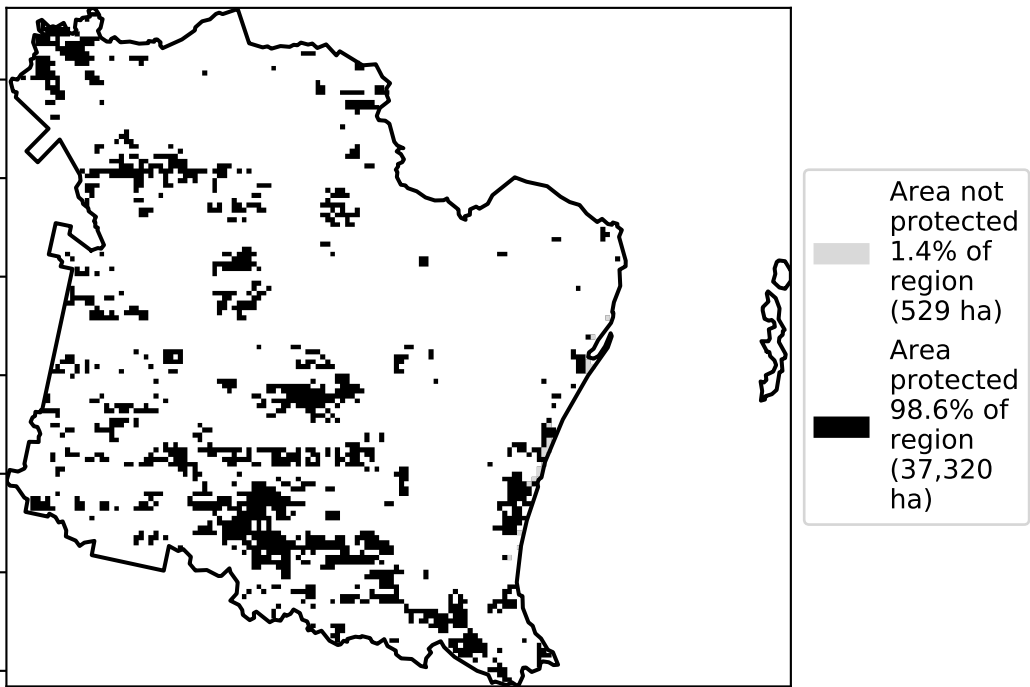 Area not
protected
1.4% of
region
(529 ha)
Area
protected
98.6% of
region
(37,320
ha)